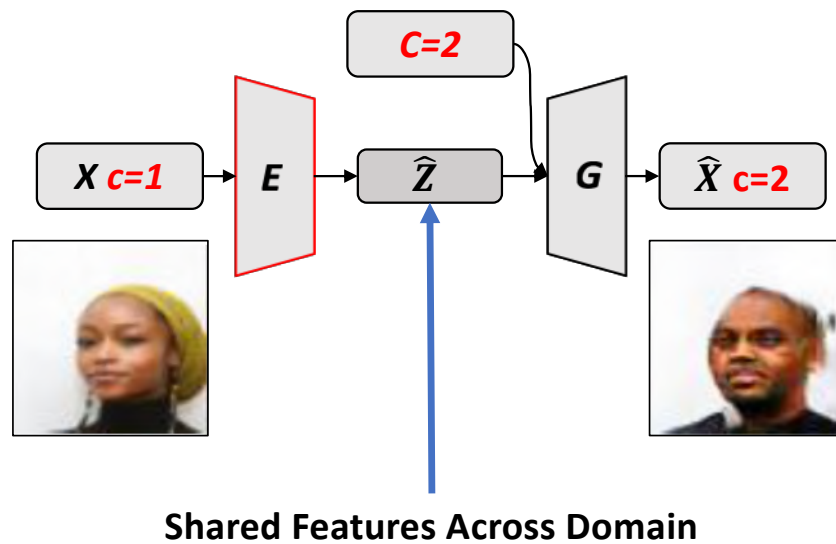 C=2
X c=1
E
Ẑ
G
X̂ c=2
Shared Features Across Domain